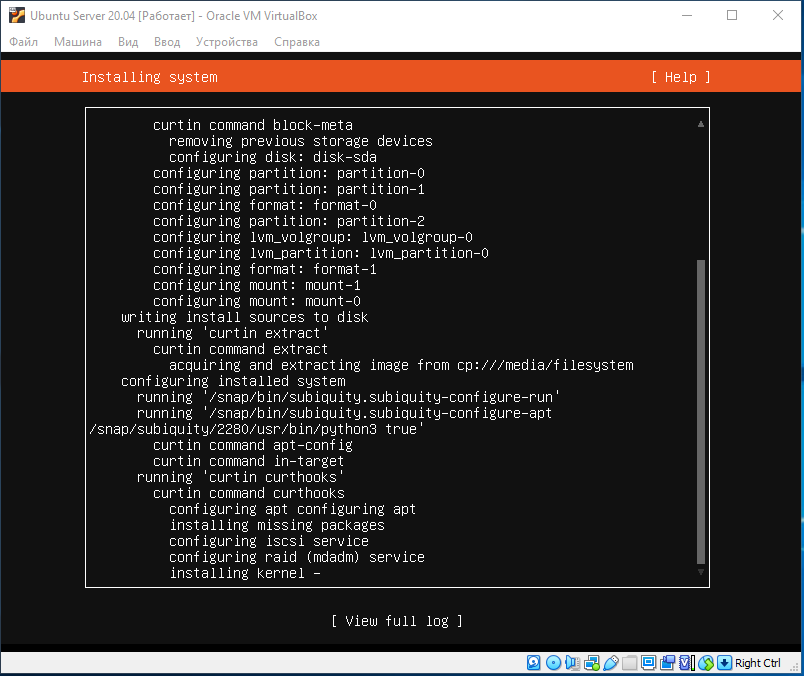 Ubuntu Server 20.04 [Работает] - Oracle VM VirtualBox
Файл Машина Вид Ввод Устройства Справка
Installing system [ Help ]
curtin command block-meta
removing previous storage devices
configuring disk: disk-sda
configuring partition: partition-0
configuring partition: partition-1
configuring format: format-0
configuring partition: partition-2
configuring lvm_volgroup: lvm_volgroup-0
configuring lvm_partition: lvm_partition-0
configuring format: format-1
configuring mount: mount-1
configuring mount: mount-0
writing install sources to disk
running 'curtin extract'
curtin command extract
acquiring and extracting image from cp:///media/filesystem
configuring installed system
running '/snap/bin/subiquity.subiquity-configure-run'
running '/snap/bin/subiquity.subiquity-configure-apt
/snap/subiquity/2280/usr/bin/python3 true'
curtin command apt-config
curtin command in-target
running 'curtin curthooks'
curtin command curthooks
configuring apt configuring apt
installing missing packages
configuring iscsi service
configuring raid (mdadm) service
installing kernel -
[ View full log ]
Right Ctrl